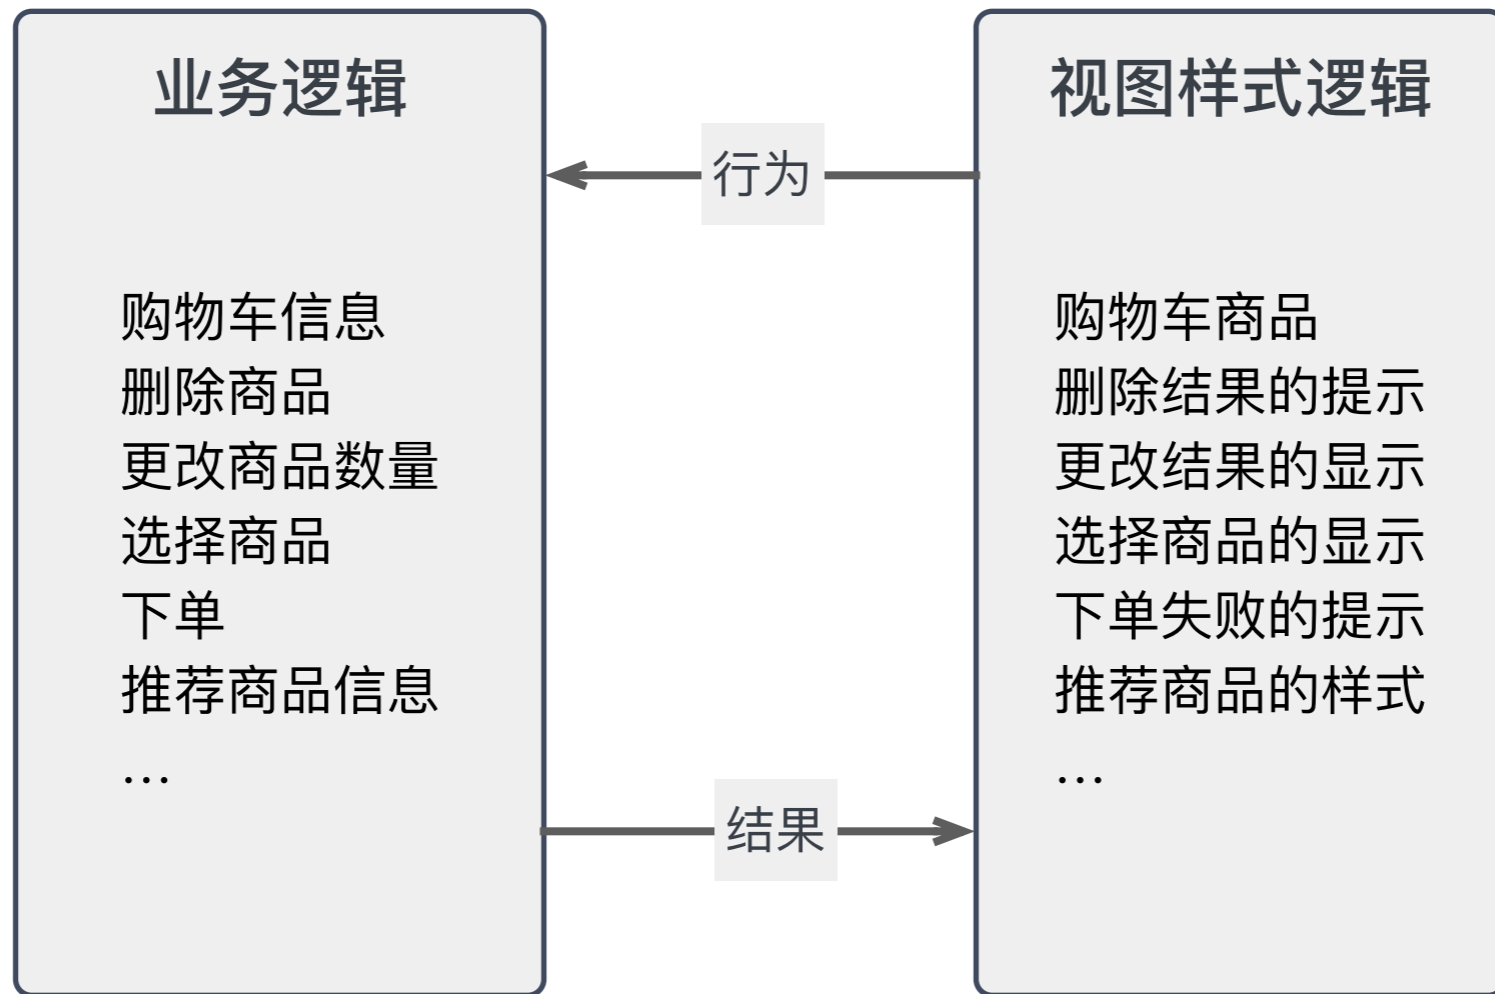 业务逻辑
购物车信息
删除商品
更改商品数量
选择商品
下单
推荐商品信息
…
行为
结果
视图样式逻辑
购物车商品
删除结果的提示
更改结果的显示
选择商品的显示
下单失败的提示
推荐商品的样式
…